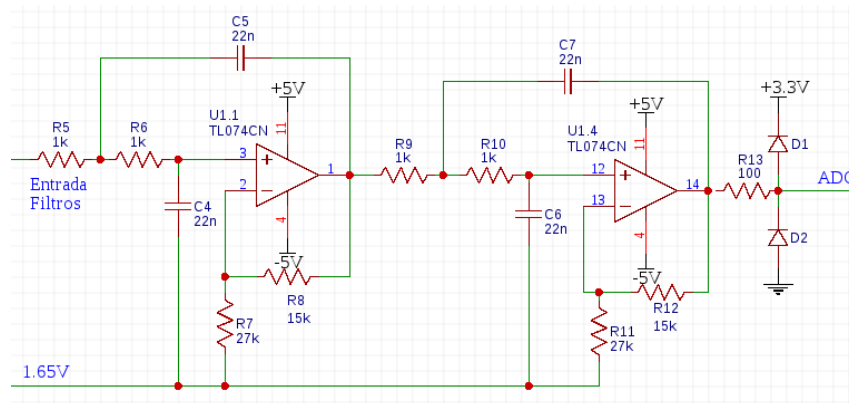 C5
22n
C7
22n
+5V
+3.3V
U1.1
TL074CN
+5V
U1.4
TL074CN
R5
1k
R6
1k
11
3
1
2
4
R9
1k
R10
1k
11
12
14
13
4
D1
R13
100
ADC
Entrada
Filtros
C4
22n
C6
22n
D2
-5V
-5V
R8
15k
R12
15k
R7
27k
R11
27k
1.65V